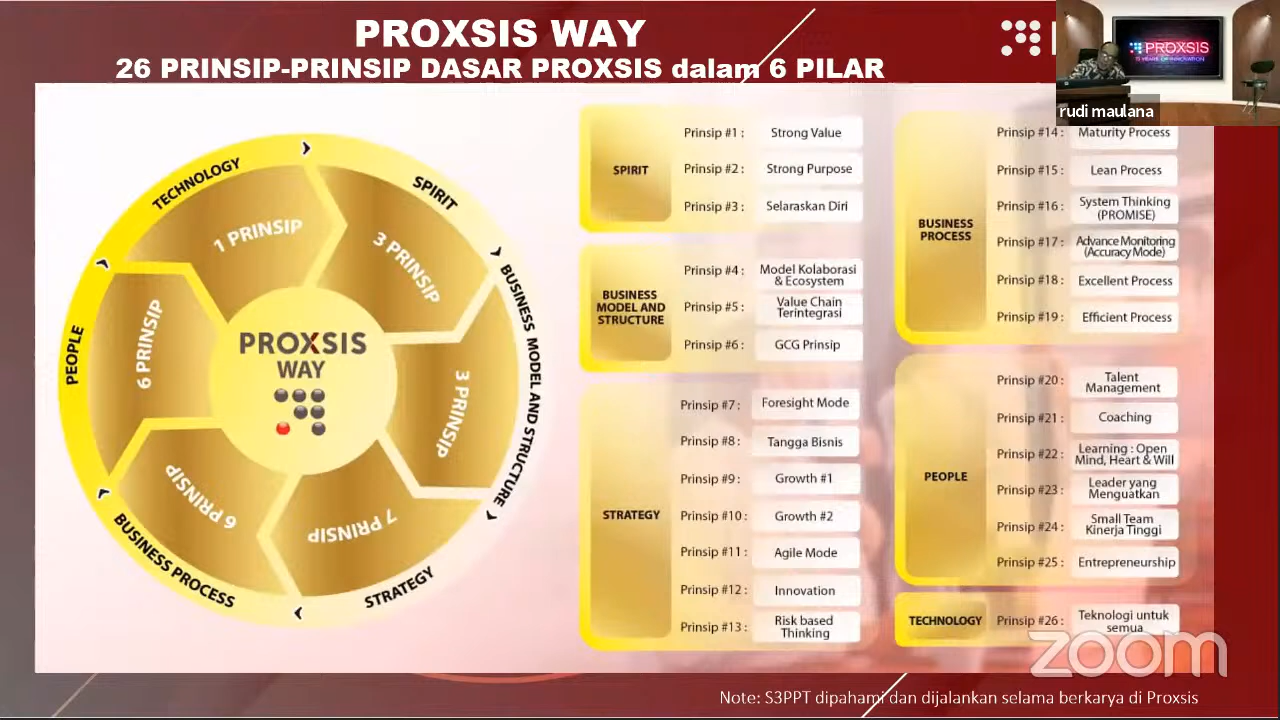 PROXSIS WAY
26 PRINSIP-PRINSIP DASAR PROXSIS dalam 6 PILAR
PROXSIS
15 YEARS OF INNOVATION
rudi maulana
TECHNOLOGY
SPIRIT
BUSINESS MODEL AND STRUCTURE
STRATEGY
BUSINESS PROCESS
PEOPLE
1 PRINSIP
3 PRINSIP
3 PRINSIP
7 PRINSIP
6 PRINSIP
6 PRINSIP
PROXSIS
WAY
SPIRIT
Prinsip #1 : Strong Value
Prinsip #2 : Strong Purpose
Prinsip #3 : Selaraskan Diri
BUSINESS
MODEL AND
STRUCTURE
Prinsip #4 : Model Kolaborasi
& Ecosystem
Prinsip #5 : Value Chain
Terintegrasi
Prinsip #6 : GCG Prinsip
STRATEGY
Prinsip #7 : Foresight Mode
Prinsip #8 : Tangga Bisnis
Prinsip #9 : Growth #1
Prinsip #10 : Growth #2
Prinsip #11 : Agile Mode
Prinsip #12 : Innovation
Prinsip #13 : Risk based
Thinking
BUSINESS
PROCESS
Prinsip #14 : Maturity Process
Prinsip #15 : Lean Process
Prinsip #16 : System Thinking
(PROMISE)
Prinsip #17 : Advance Monitoring
(Accuracy Mode)
Prinsip #18 : Excellent Process
Prinsip #19 : Efficient Process
PEOPLE
Prinsip #20 : Talent
Management
Prinsip #21 : Coaching
Prinsip #22 : Learning : Open
Mind, Heart & Will
Prinsip #23 : Leader yang
Menguatkan
Prinsip #24 : Small Team
Kinerja Tinggi
Prinsip #25 : Entrepreneurship
TECHNOLOGY
Prinsip #26 : Teknologi untuk
semua
zoom
Note: S3PPT dipahami dan dijalankan selama berkarya di Proxsis